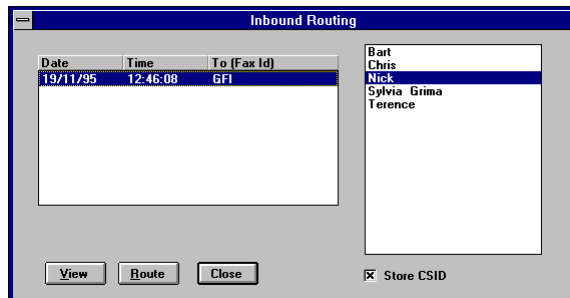 Inbound Routing
Date Time To (Fax Id)
19/11/95 12:46:08 GFI
Bart
Chris
Nick
Sylvia Grima
Terence
View Route Close
Store CSID